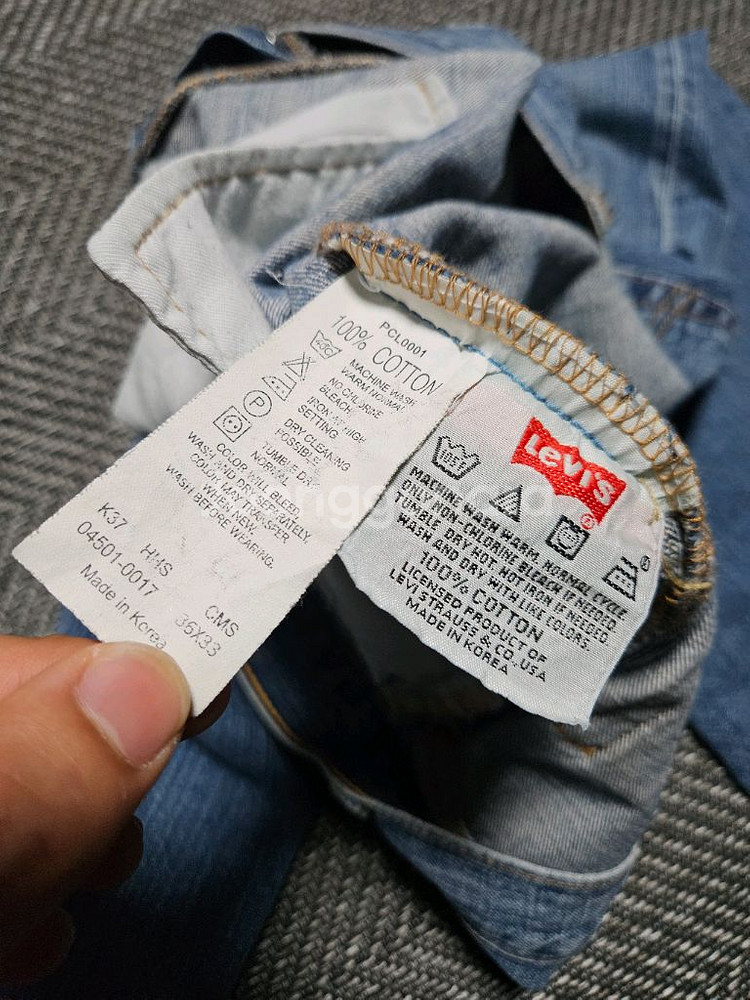 PCL0001
100% COTTON
MACHINE WASH
WARM NORMAL
NO CHLORINE
BLEACH
IRON AT HIGH
SETTING
P
DRY CLEANING
POSSIBLE
TUMBLE DRY
NORMAL
COLOR WILL BLEED,
WASH AND DRY SEPARATELY,
COLOR MAY TRANSFER
WHEN NEW.
WASH BEFORE WEARING.
K37 HMS
04501-0017 CMS
Made in Korea 36X33
LEVI'S ®
MACHINE WASH WARM, NORMAL CYCLE
ONLY NON-CHLORINE BLEACH IF NEEDED.
TUMBLE DRY HOT, HOT IRON IF NEEDED.
WASH AND DRY WITH LIKE COLORS.
100% COTTON
LICENSED PRODUCT OF
LEVI STRAUSS & CO., USA
MADE IN KOREA